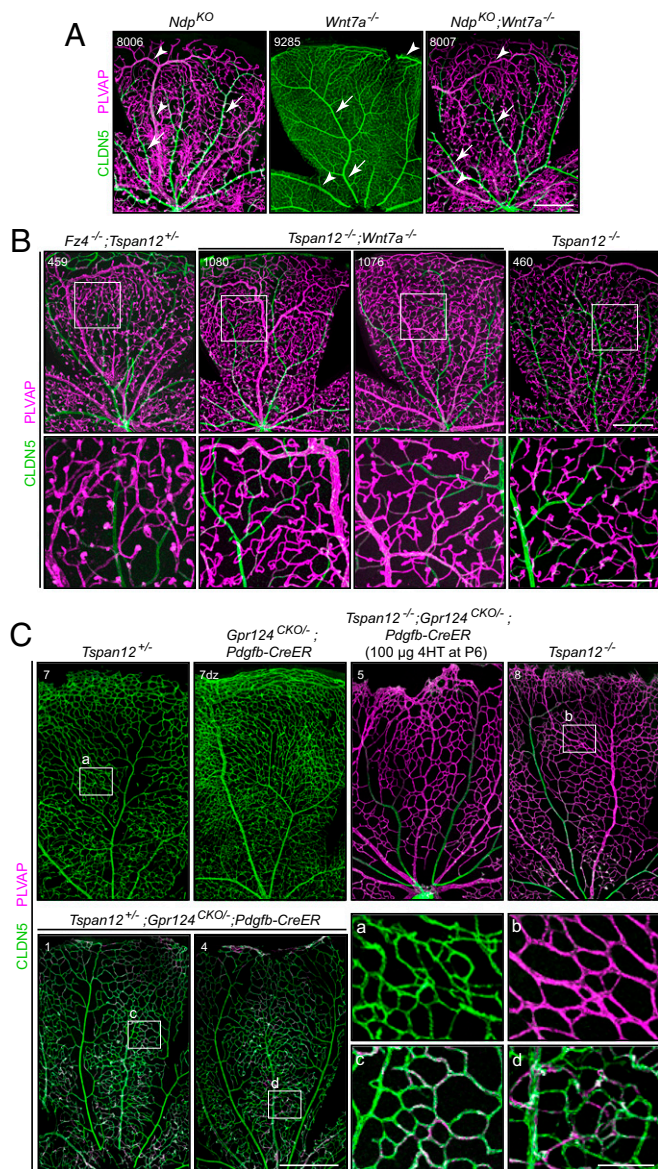 A
Ndp^KO
Wnt7a^-/-
Ndp^KO;Wnt7a^-/-
CLDN5 PLVAP
8006
9285
8007
B
Fz4^-/-;Tspan12^+/-
Tspan12^-/-;Wnt7a^-/-
Tspan12^-/-
CLDN5 PLVAP
459
1080
1076
460
C
Tspan12^+/-
Gpr124^CKO/-;
Pdgfb-CreER
Tspan12^-/-;Gpr124^CKO/-;
Pdgfb-CreER
(100 µg 4HT at P6)
Tspan12^-/-
CLDN5 PLVAP
7
a
7dz
5
8
b
Tspan12^+/-;Gpr124^CKO/-;Pdgfb-CreER
1
c
4
d
a
b
c
d